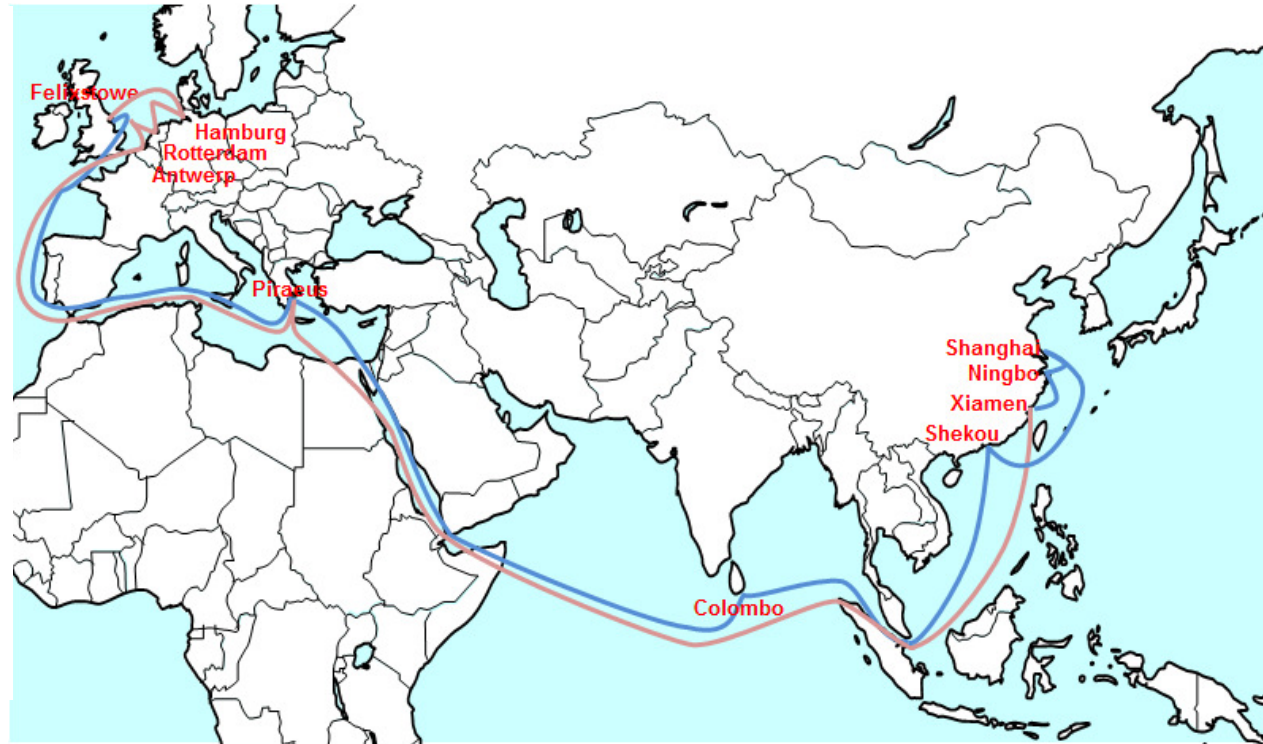 Felixstowe
Hamburg
Rotterdam
Antwerp
Piraeus
Shanghai
Ningbo
Xiamen
Shekou
Colombo